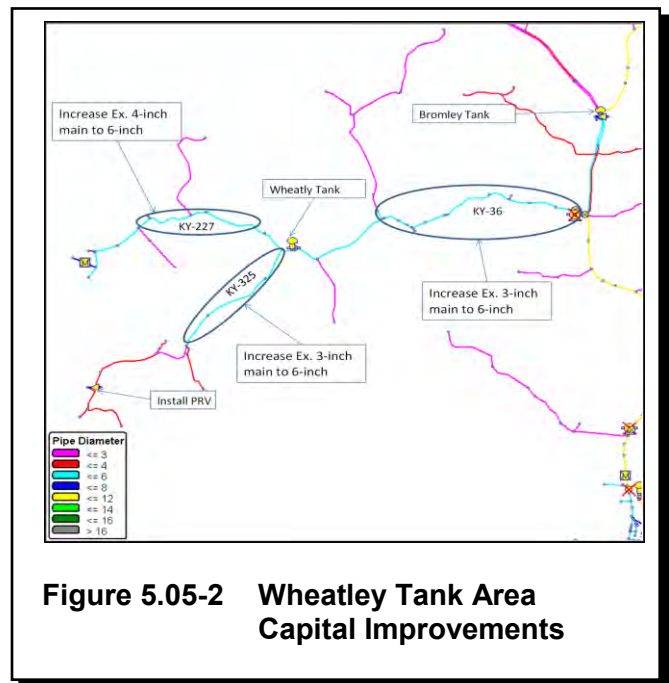 Increase Ex. 4-inch
main to 6-inch
Bromley Tank
Wheatly Tank
KY-227
KY-36
KY-325
Increase Ex. 3-inch
main to 6-inch
Increase Ex. 3-inch
main to 6-inch
Install PRV
M
M
Pipe Diameter
<= 3
<= 4
<= 6
<= 8
<= 12
<= 14
<= 16
> 16
Figure 5.05-2 Wheatley Tank Area
Capital Improvements